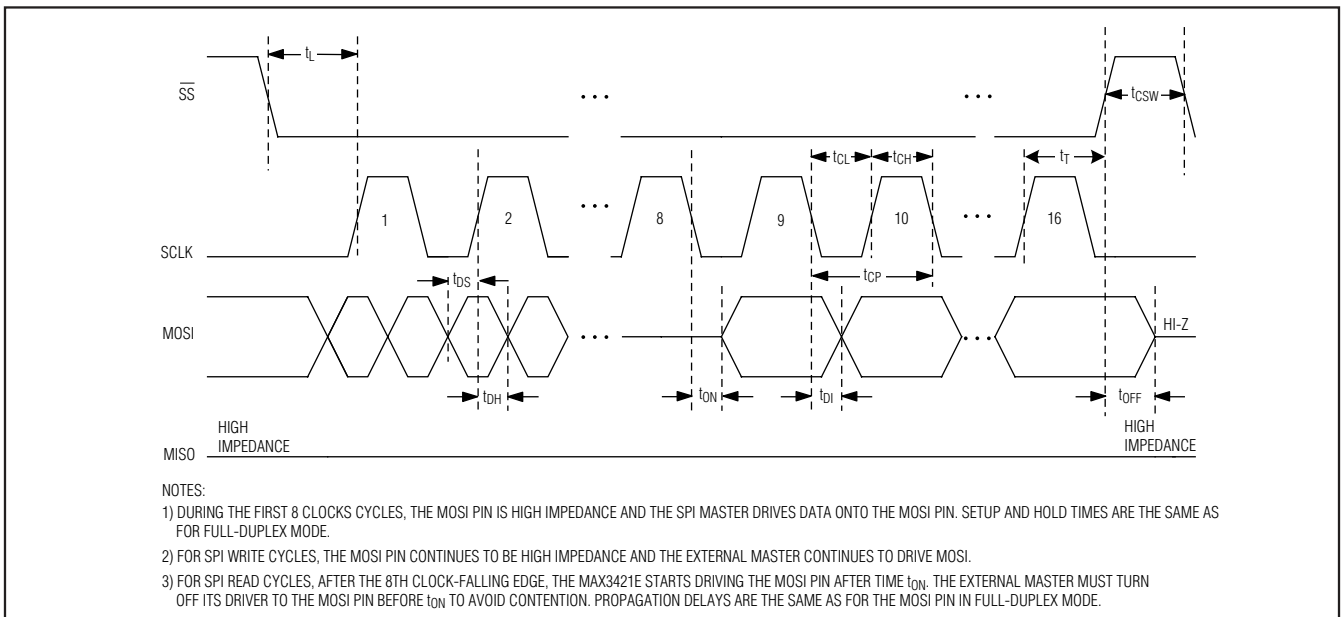 tL
SS
• • •
• • •
tCSW
tCL
tCH
tT
1
2
• • •
8
9
10
• • •
16
SCLK
tDS
tCP
MOSI
• • •
• • •
HI-Z
tDH
tON
tDI
tOFF
HIGH
IMPEDANCE
HIGH
IMPEDANCE
MISO
NOTES:
1) DURING THE FIRST 8 CLOCKS CYCLES, THE MOSI PIN IS HIGH IMPEDANCE AND THE SPI MASTER DRIVES DATA ONTO THE MOSI PIN. SETUP AND HOLD TIMES ARE THE SAME AS
FOR FULL-DUPLEX MODE.
2) FOR SPI WRITE CYCLES, THE MOSI PIN CONTINUES TO BE HIGH IMPEDANCE AND THE EXTERNAL MASTER CONTINUES TO DRIVE MOSI.
3) FOR SPI READ CYCLES, AFTER THE 8TH CLOCK-FALLING EDGE, THE MAX3421E STARTS DRIVING THE MOSI PIN AFTER TIME tON. THE EXTERNAL MASTER MUST TURN
OFF ITS DRIVER TO THE MOSI PIN BEFORE tON TO AVOID CONTENTION. PROPAGATION DELAYS ARE THE SAME AS FOR THE MOSI PIN IN FULL-DUPLEX MODE.